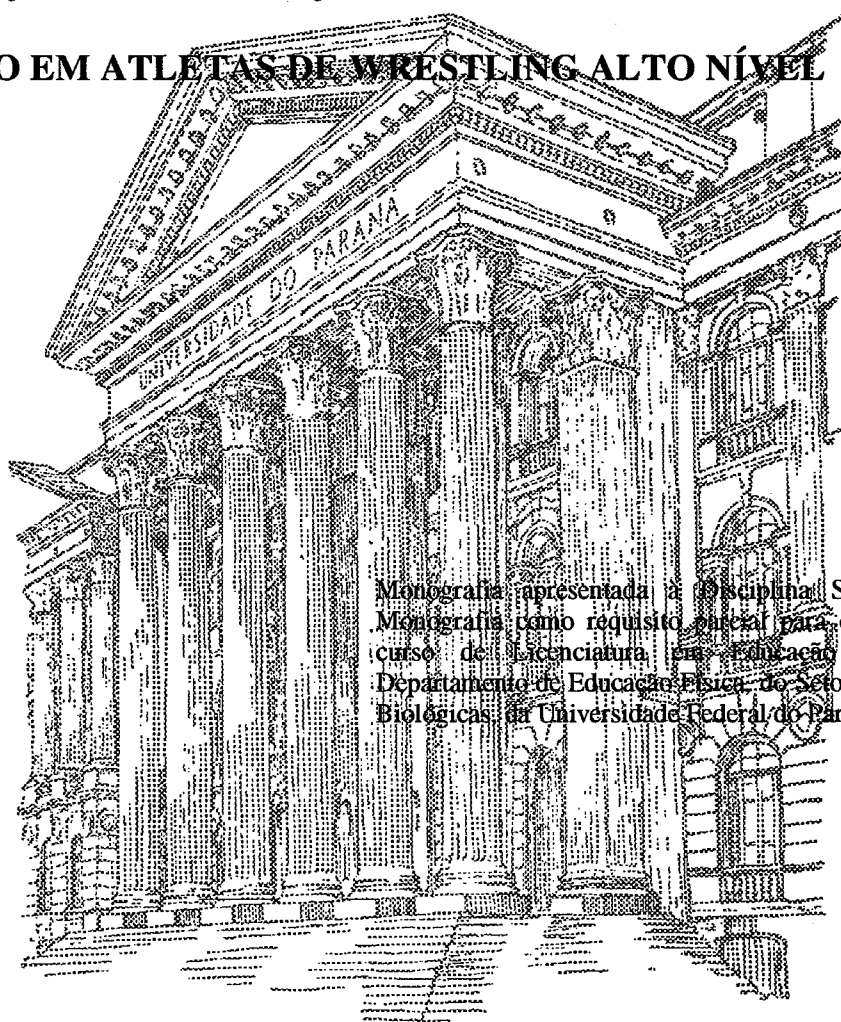 O EM ATLETAS DE WRESTLING ALTO NÍVEL
UNIVERSIDADE DO PARANÁ
Monografia apresentada à Disciplina S
Monografia como requisito parcial para
curso de Licenciatura em Educação
Departamento de Educação Física, do Seto
Biológicas, da Universidade Federal do Par